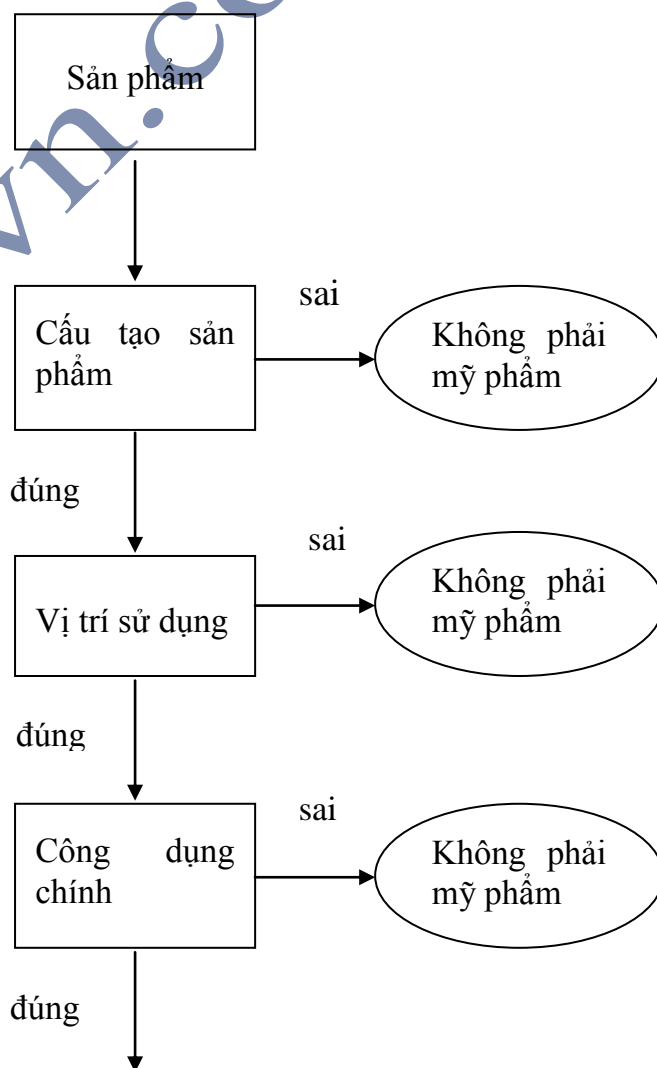 Sản phẩm
sai
Cấu tạo sản
phẩm
Không phải
mỹ phẩm
đúng
sai
Vị trí sử dụng
Không phải
mỹ phẩm
đúng
sai
Công dụng
chính
Không phải
mỹ phẩm
đúng